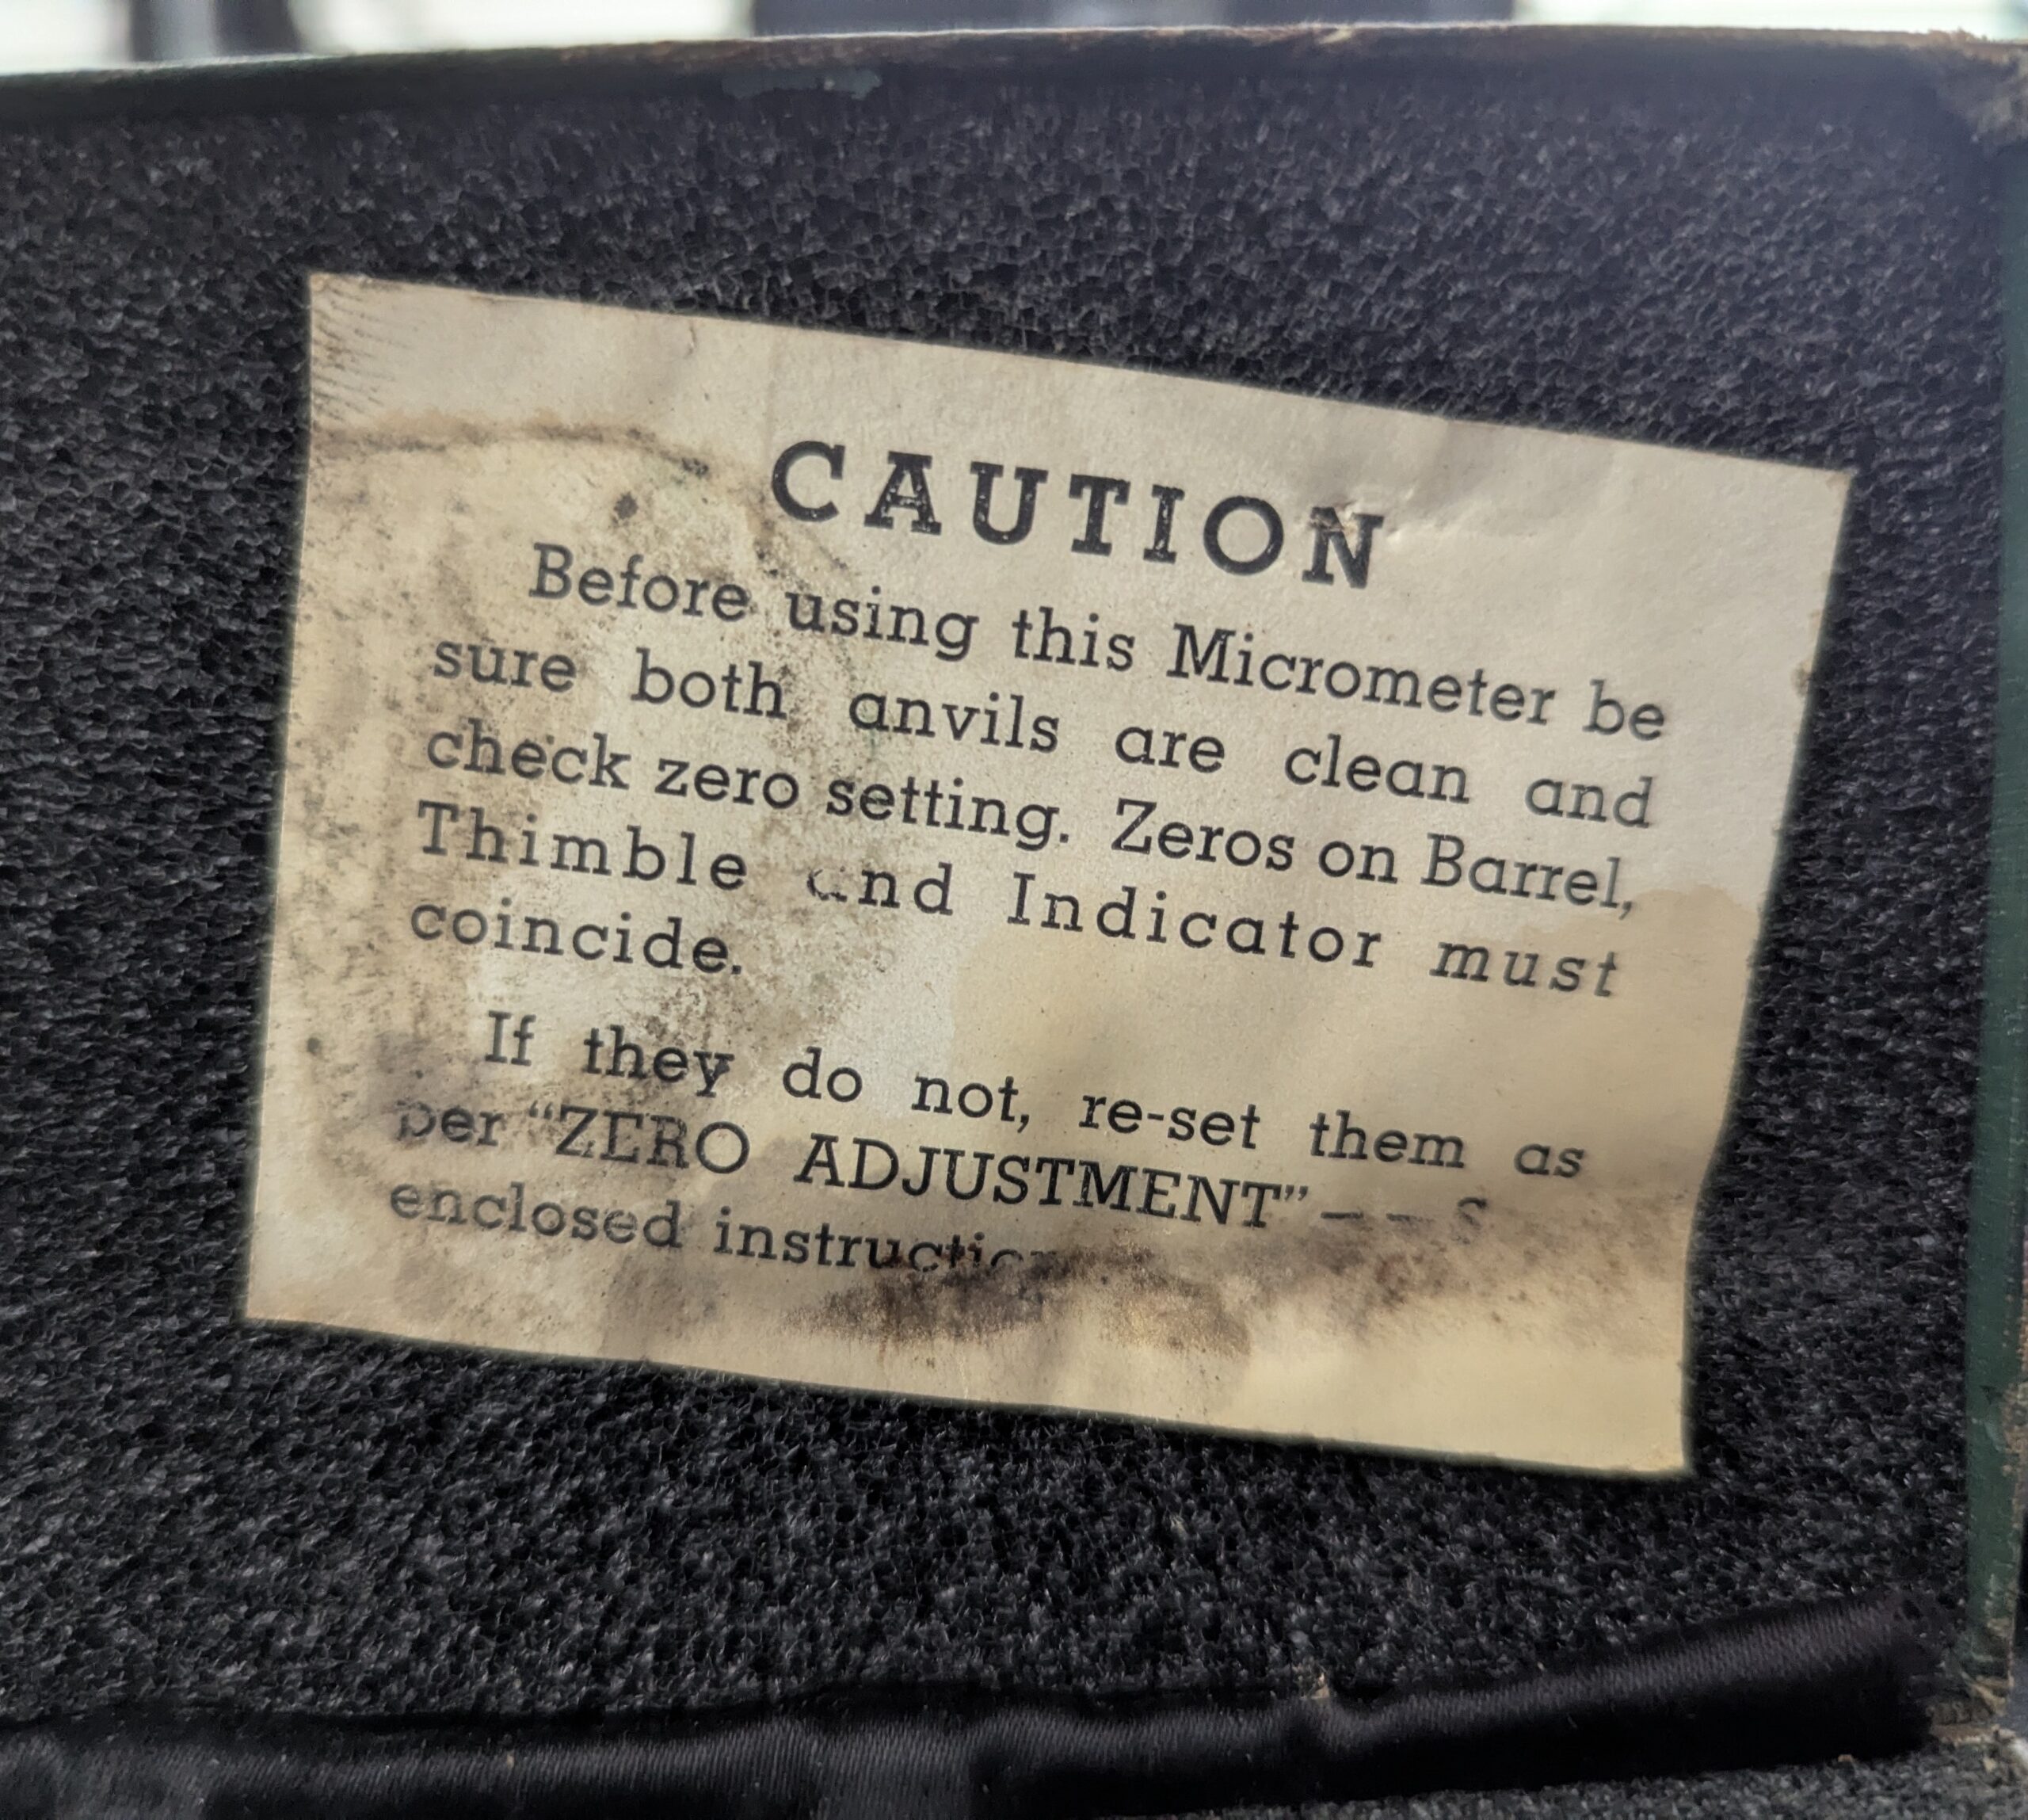 CAUTION
Before using this Micrometer be
sure both anvils are clean and
check zero setting. Zeros on Barrel,
Thimble and Indicator must
coincide.
If they do not, re-set them as
per “ZERO ADJUSTMENT”
enclosed